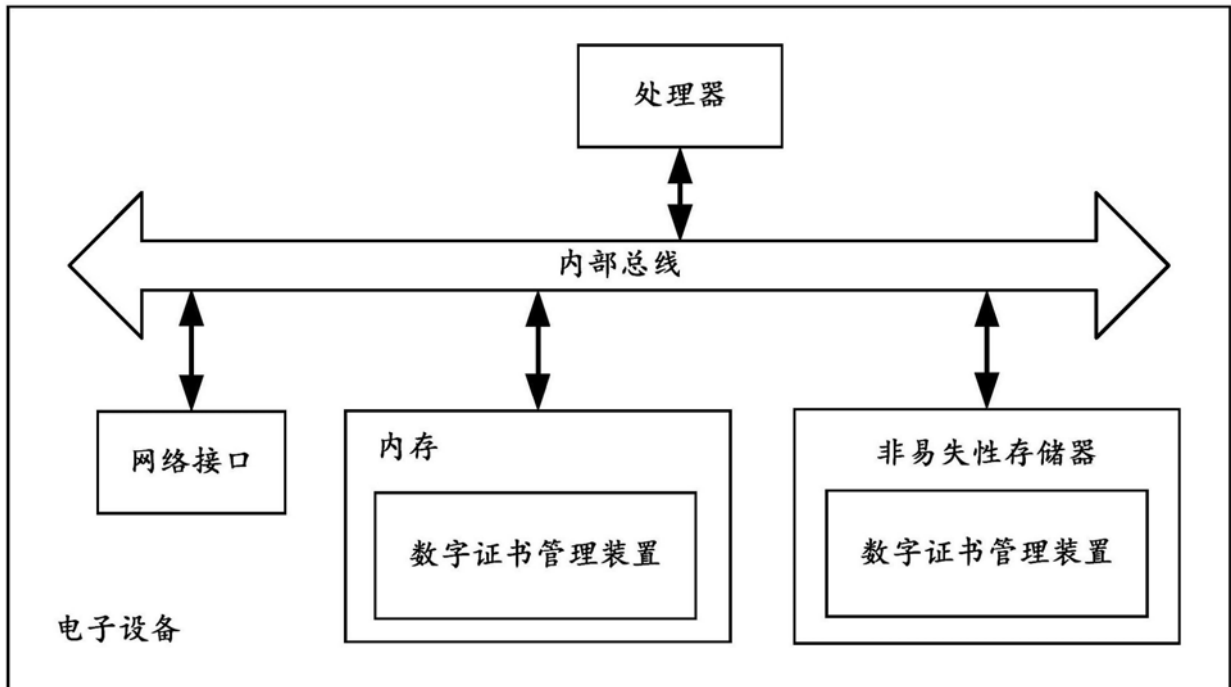 处理器
内部总线
网络接口
内存
数字证书管理装置
非易失性存储器
数字证书管理装置
电子设备